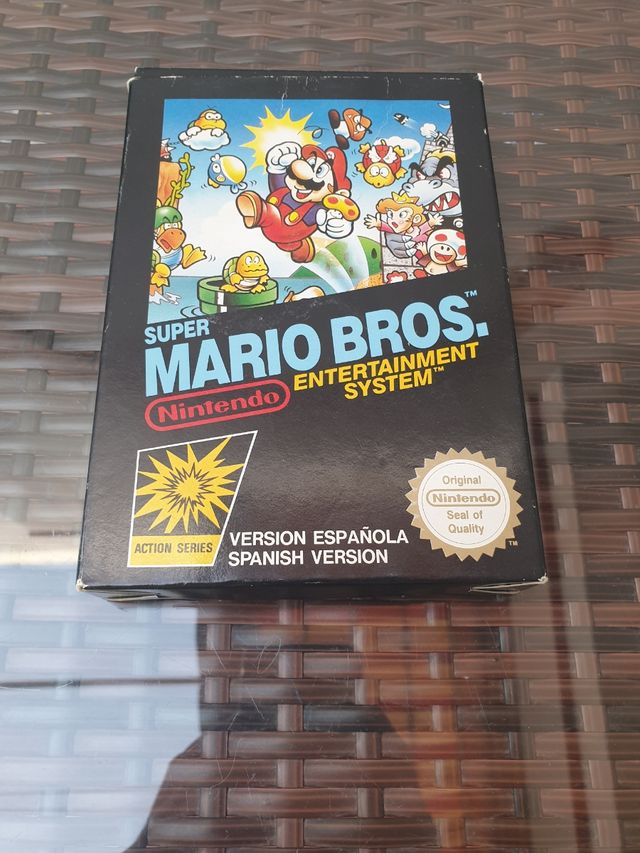 SUPER
MARIO BROS.™
Nintendo
ENTERTAINMENT
SYSTEM™
ACTION SERIES
VERSION ESPAÑOLA
SPANISH VERSION
Original
Nintendo
Seal of
Quality
TM